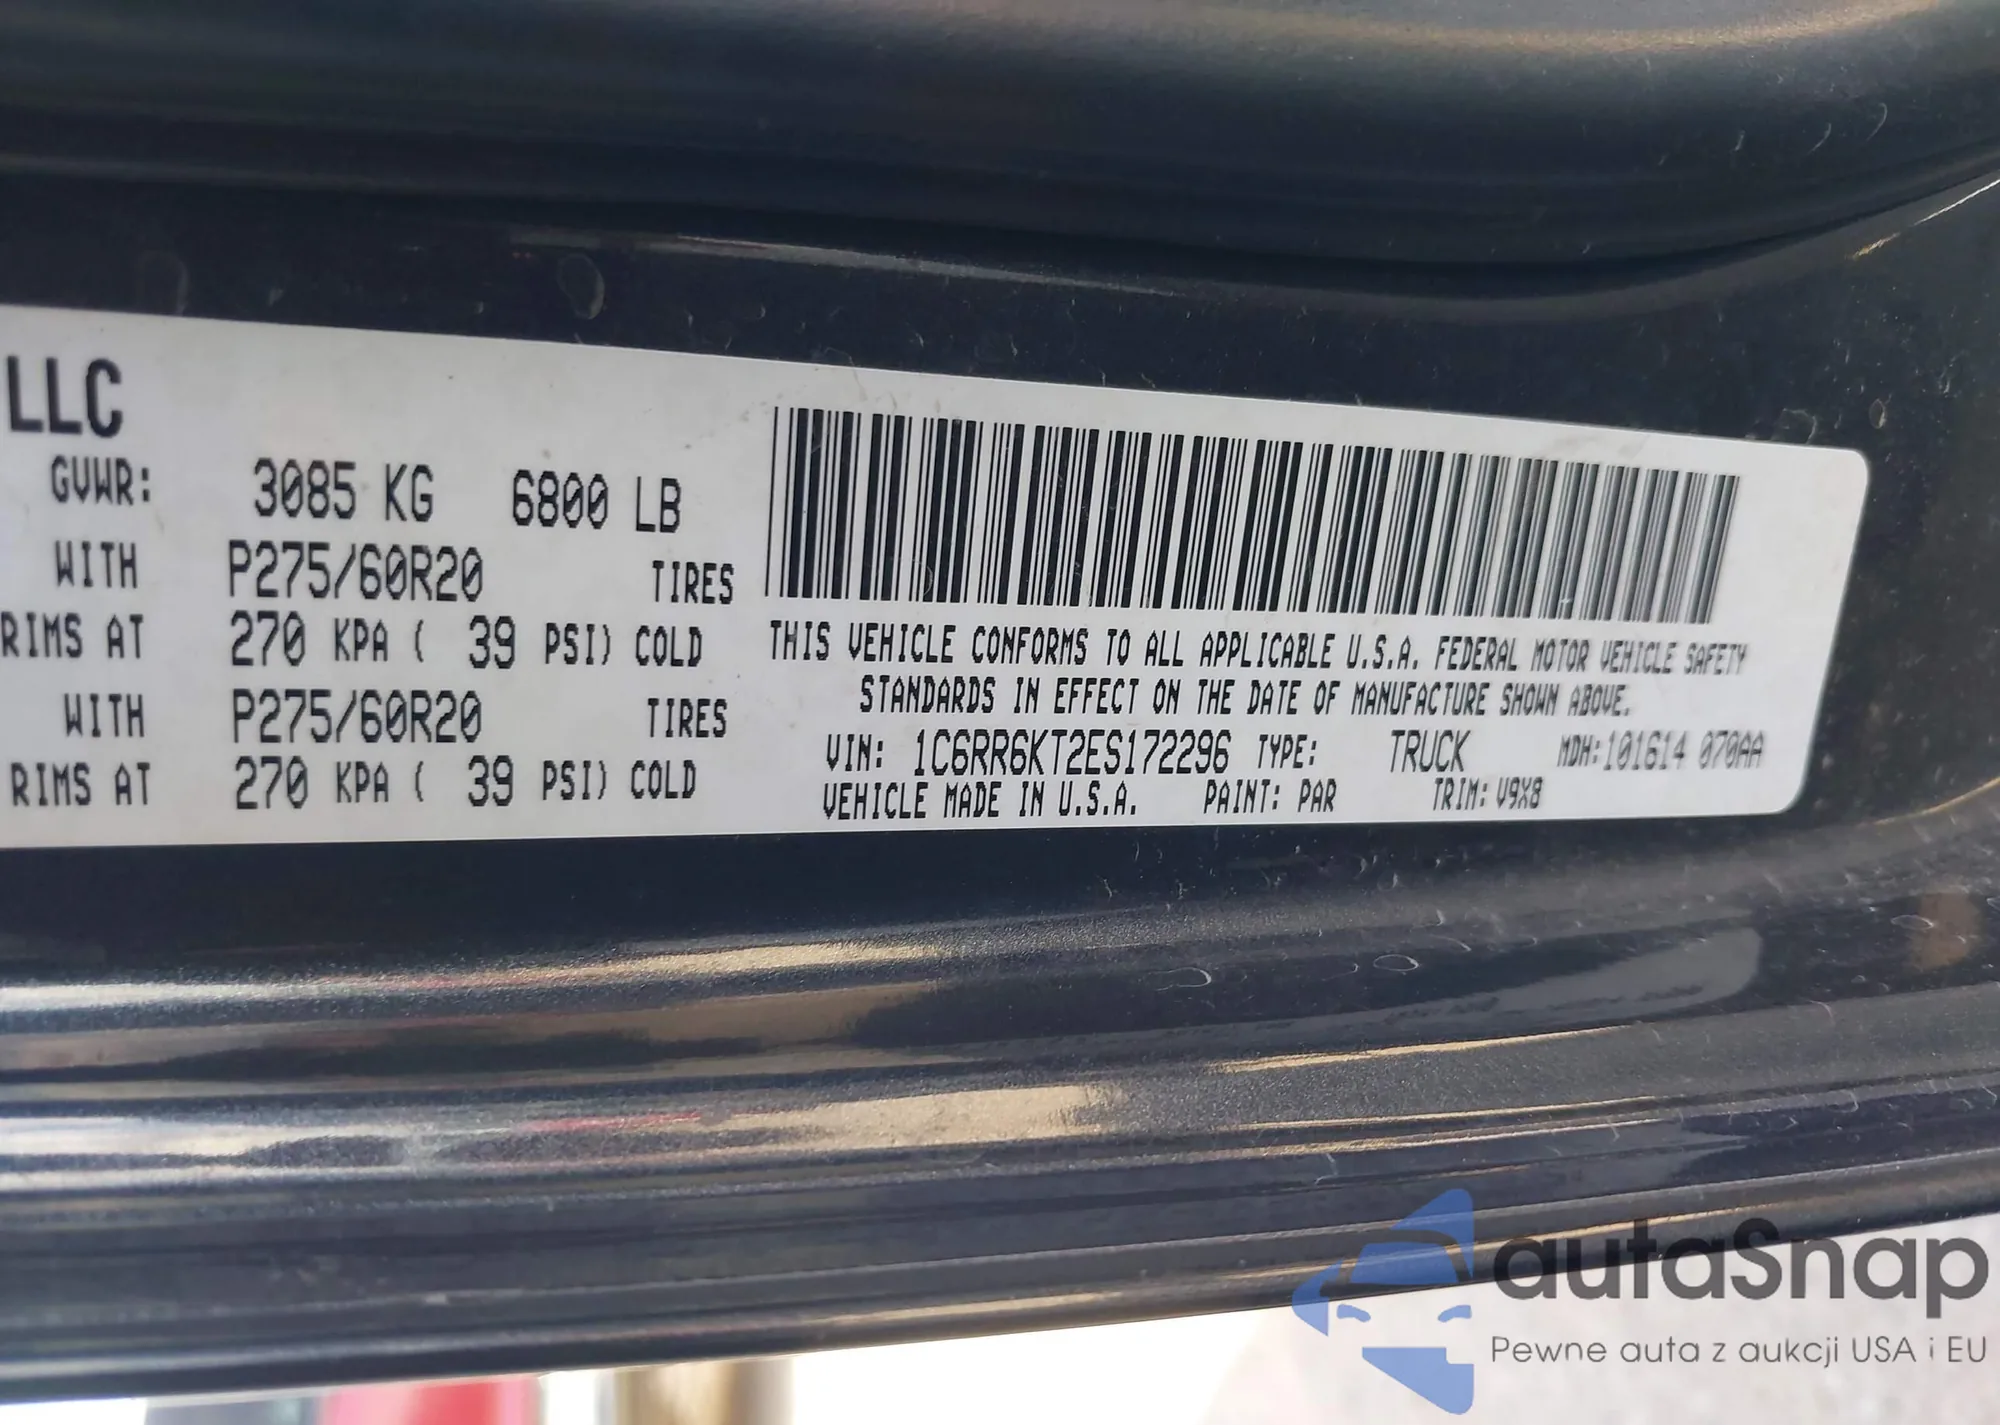 LLC
GVWR: 3085 KG 6800 LB
WITH P275/60R20 TIRES
RIMS AT 270 KPA ( 39 PSI) COLD
WITH P275/60R20 TIRES
RIMS AT 270 KPA ( 39 PSI) COLD
THIS VEHICLE CONFORMS TO ALL APPLICABLE U.S.A. FEDERAL MOTOR VEHICLE SAFETY
STANDARDS IN EFFECT ON THE DATE OF MANUFACTURE SHOWN ABOVE.
VIN: 1C6RR6KT2ES172296 TYPE: TRUCK MDH:101614 070AA
VEHICLE MADE IN U.S.A. PAINT: PAR TRIM: V9X8
autaSnap
Pewne auta z aukcji USA i EU